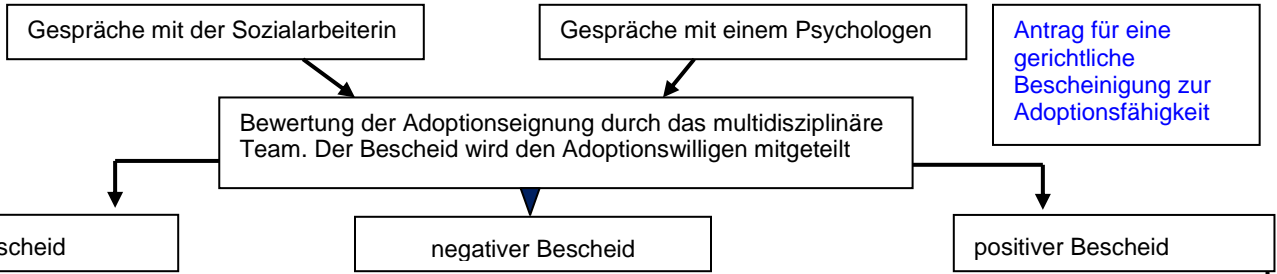 Gespräche mit der Sozialarbeiterin
Gespräche mit einem Psychologen
Antrag für eine
gerichtliche
Bescheinigung zur
Adoptionsfähigkeit
Bewertung der Adoptionseignung durch das multidisziplinäre
Team. Der Bescheid wird den Adoptionswilligen mitgeteilt
negativer Bescheid
positiver Bescheid